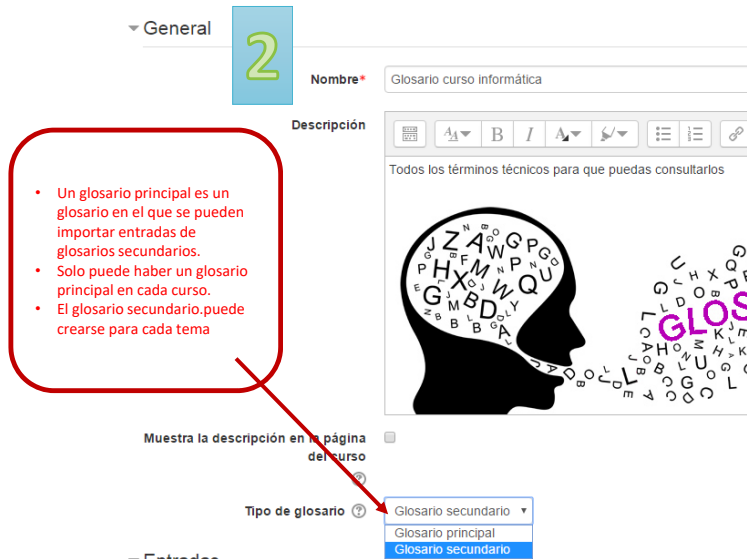 General
2
Nombre*
Glosario curso informática
Descripción
B I
Todos los términos técnicos para que puedas consultarlos
• Un glosario principal es un
glosario en el que se pueden
importar entradas de
glosarios secundarios.
• Solo puede haber un glosario
principal en cada curso.
• El glosario secundario.puede
crearse para cada tema
Muestra la descripción en la página
del curso
Tipo de glosario
Glosario secundario
Glosario principal
Glosario secundario